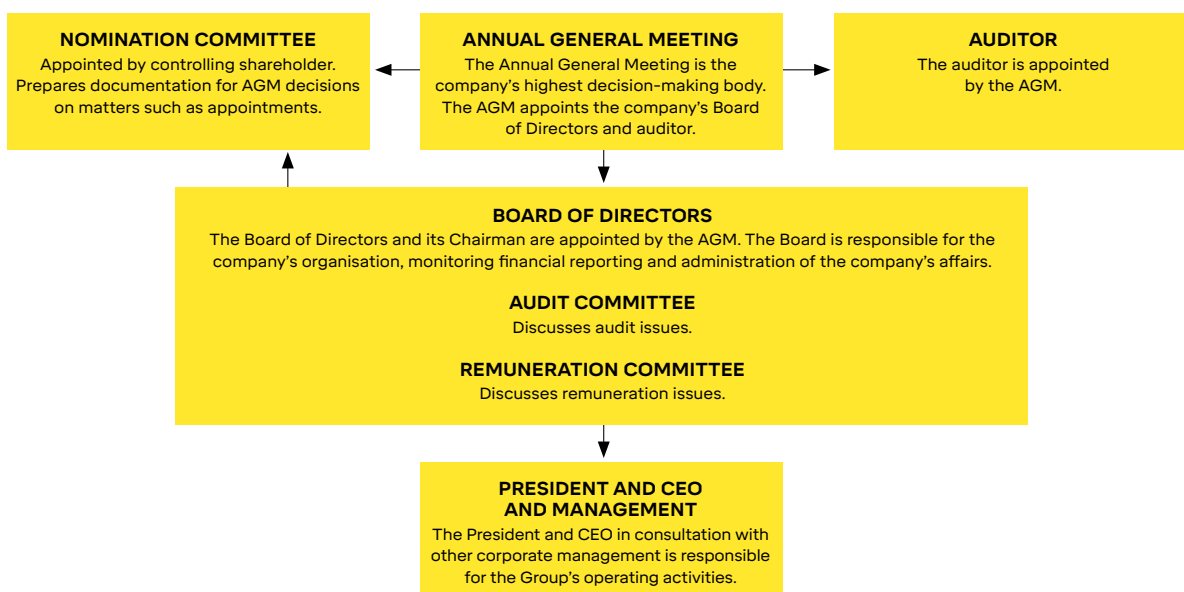 NOMINATION COMMITTEE
Appointed by controlling shareholder.
Prepares documentation for AGM decisions
on matters such as appointments.
ANNUAL GENERAL MEETING
The Annual General Meeting is the
company's highest decision-making body.
The AGM appoints the company's Board
of Directors and auditor.
AUDITOR
The auditor is appointed
by the AGM.
BOARD OF DIRECTORS
The Board of Directors and its Chairman are appointed by the AGM. The Board is responsible for the
company's organisation, monitoring financial reporting and administration of the company's affairs.
AUDIT COMMITTEE
Discusses audit issues.
REMUNERATION COMMITTEE
Discusses remuneration issues.
PRESIDENT AND CEO
AND MANAGEMENT
The President and CEO in consultation with
other corporate management is responsible
for the Group's operating activities.